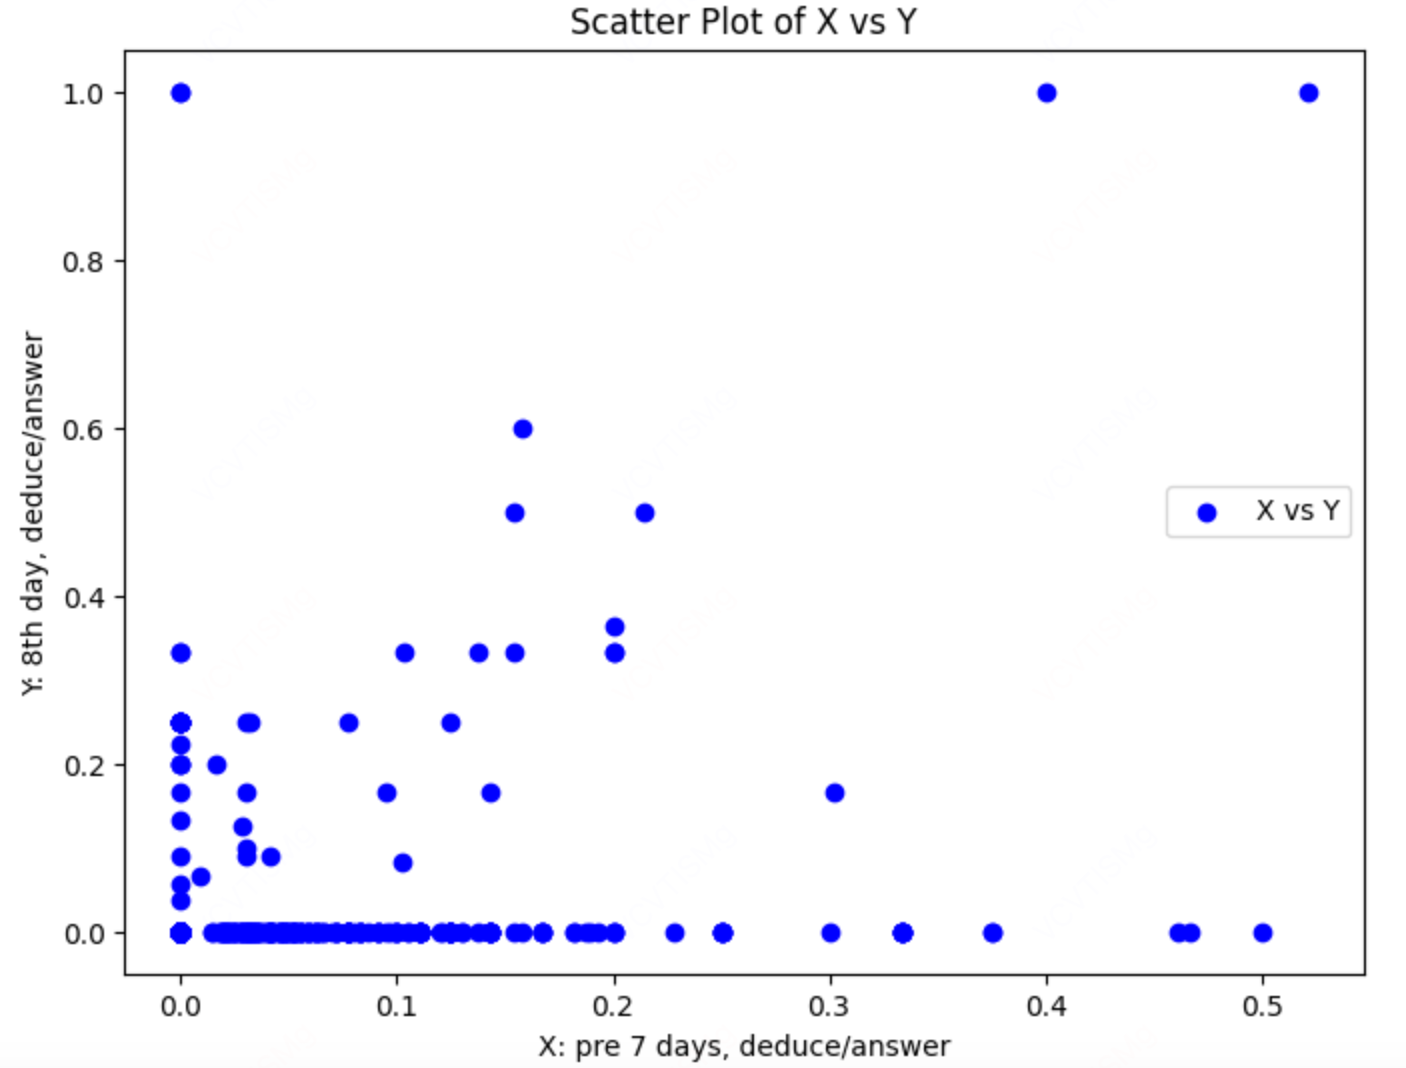 Scatter Plot of X vs Y
1.0
0.8
0.6
0.4
0.2
0.0
Y: 8th day, deduce/answer
X vs Y
0.0 0.1 0.2 0.3 0.4 0.5
X: pre 7 days, deduce/answer